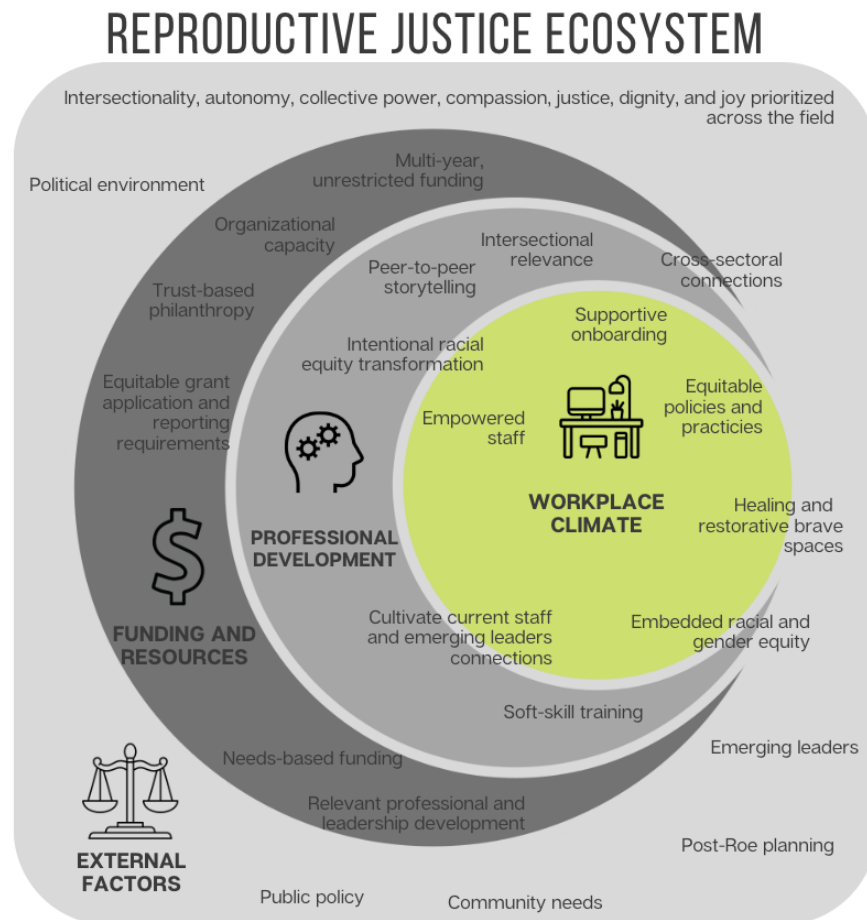 REPRODUCTIVE JUSTICE ECOSYSTEM
Intersectionality, autonomy, collective power, compassion, justice, dignity, and joy prioritized
across the field
Political environment
Multi-year,
unrestricted funding
Organizational
capacity
Trust-based
philanthropy
Equitable grant
application and
reporting
requirements
FUNDING AND
RESOURCES
Needs-based funding
Relevant professional and
leadership development
Intersectional
relevance
Peer-to-peer
storytelling
Intentional racial
equity transformation
PROFESSIONAL
DEVELOPMENT
Cultivate current staff
and emerging leaders
connections
Soft-skill training
Cross-sectoral
connections
Supportive
onboarding
Equitable
policies and
practicies
Empowered
staff
WORKPLACE
CLIMATE
Healing and
restorative brave
spaces
Embedded racial and
gender equity
Emerging leaders
Post-Roe planning
EXTERNAL
FACTORS
Public policy
Community needs